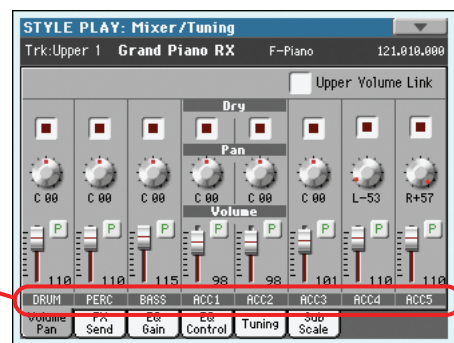 STYLE PLAY: Mixer/Tuning
Trk:Upper 1 Grand Piano RX F-Piano 121.010.000
Upper Volume Link
Dry
Pan
C 00 C 00 C 00 C 00 C 00 C 00 L-53 R+57
Volume
P P P P P P P P
110 110 115 98 98 101 110 110
DRUM PERC BASS ACC1 ACC2 ACC3 ACC4 ACC5
Volume Pan FX Send EQ Gain EQ Control Tuning Sub Scale